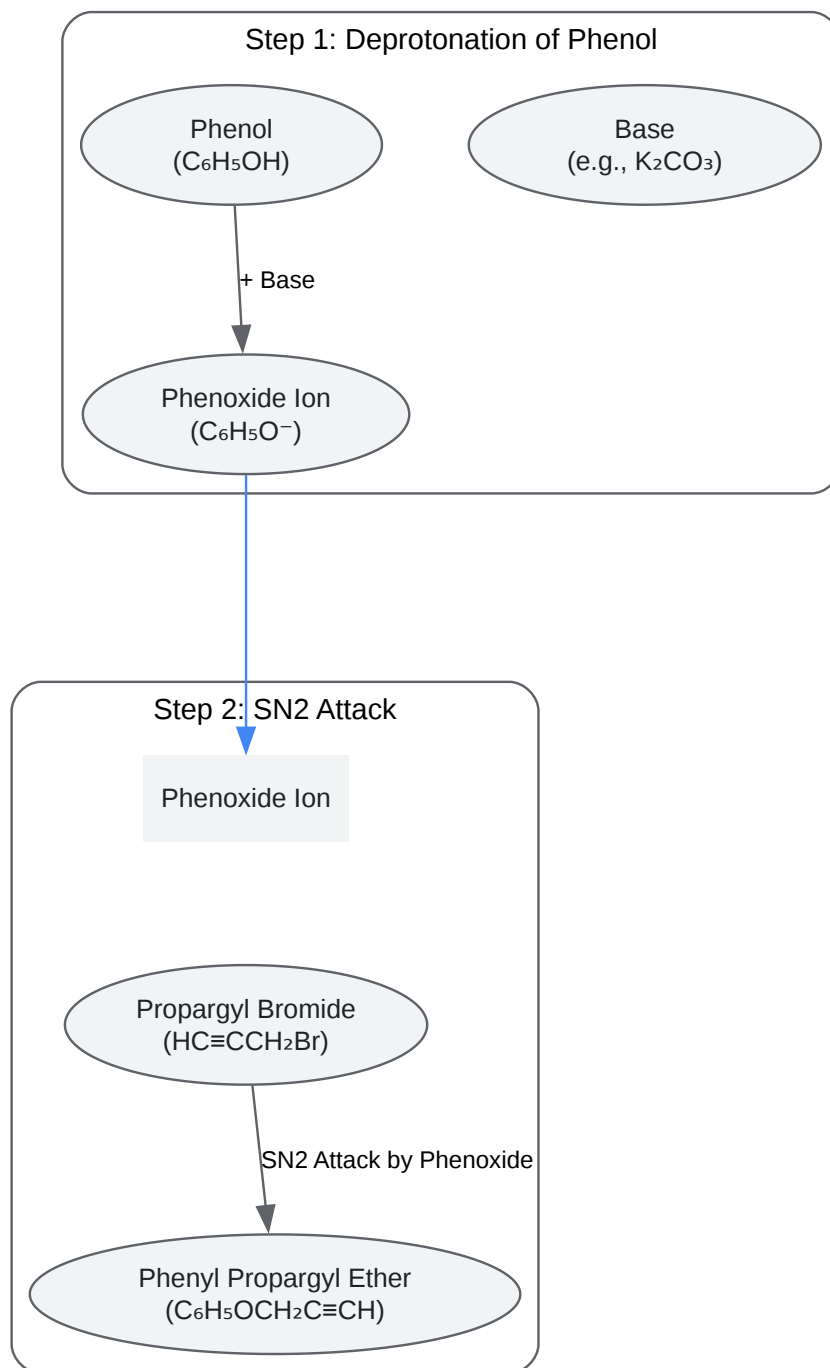 Step 1: Deprotonation of Phenol
Phenol
(C₆H₅OH)
Base
(e.g., K₂CO₃)
+ Base
Phenoxide Ion
(C₆H₅O⁻)
Step 2: SN2 Attack
Phenoxide Ion
Propargyl Bromide
(HC≡CCH₂Br)
SN2 Attack by Phenoxide
Phenyl Propargyl Ether
(C₆H₅OCH₂C≡CH)